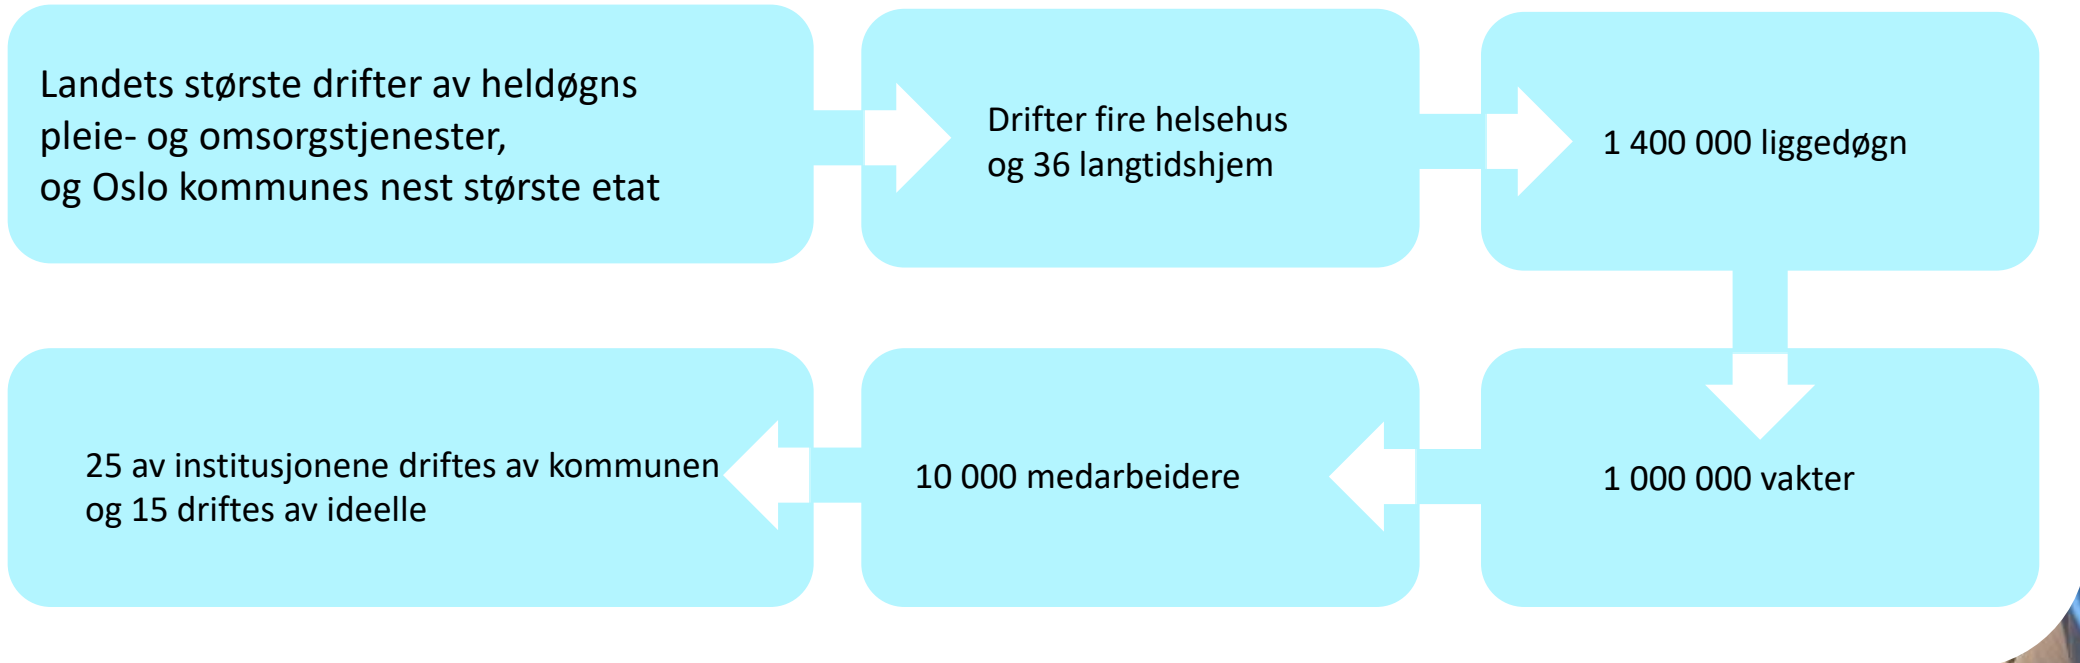 Landets største drifter av heldøgns
pleie- og omsorgstjenester,
og Oslo kommunes nest største etat
Drifter fire helsehus
og 36 langtidshjem
1 400 000 liggedøgn
1 000 000 vakter
10 000 medarbeidere
25 av institusjonene driftes av kommunen
og 15 driftes av ideelle